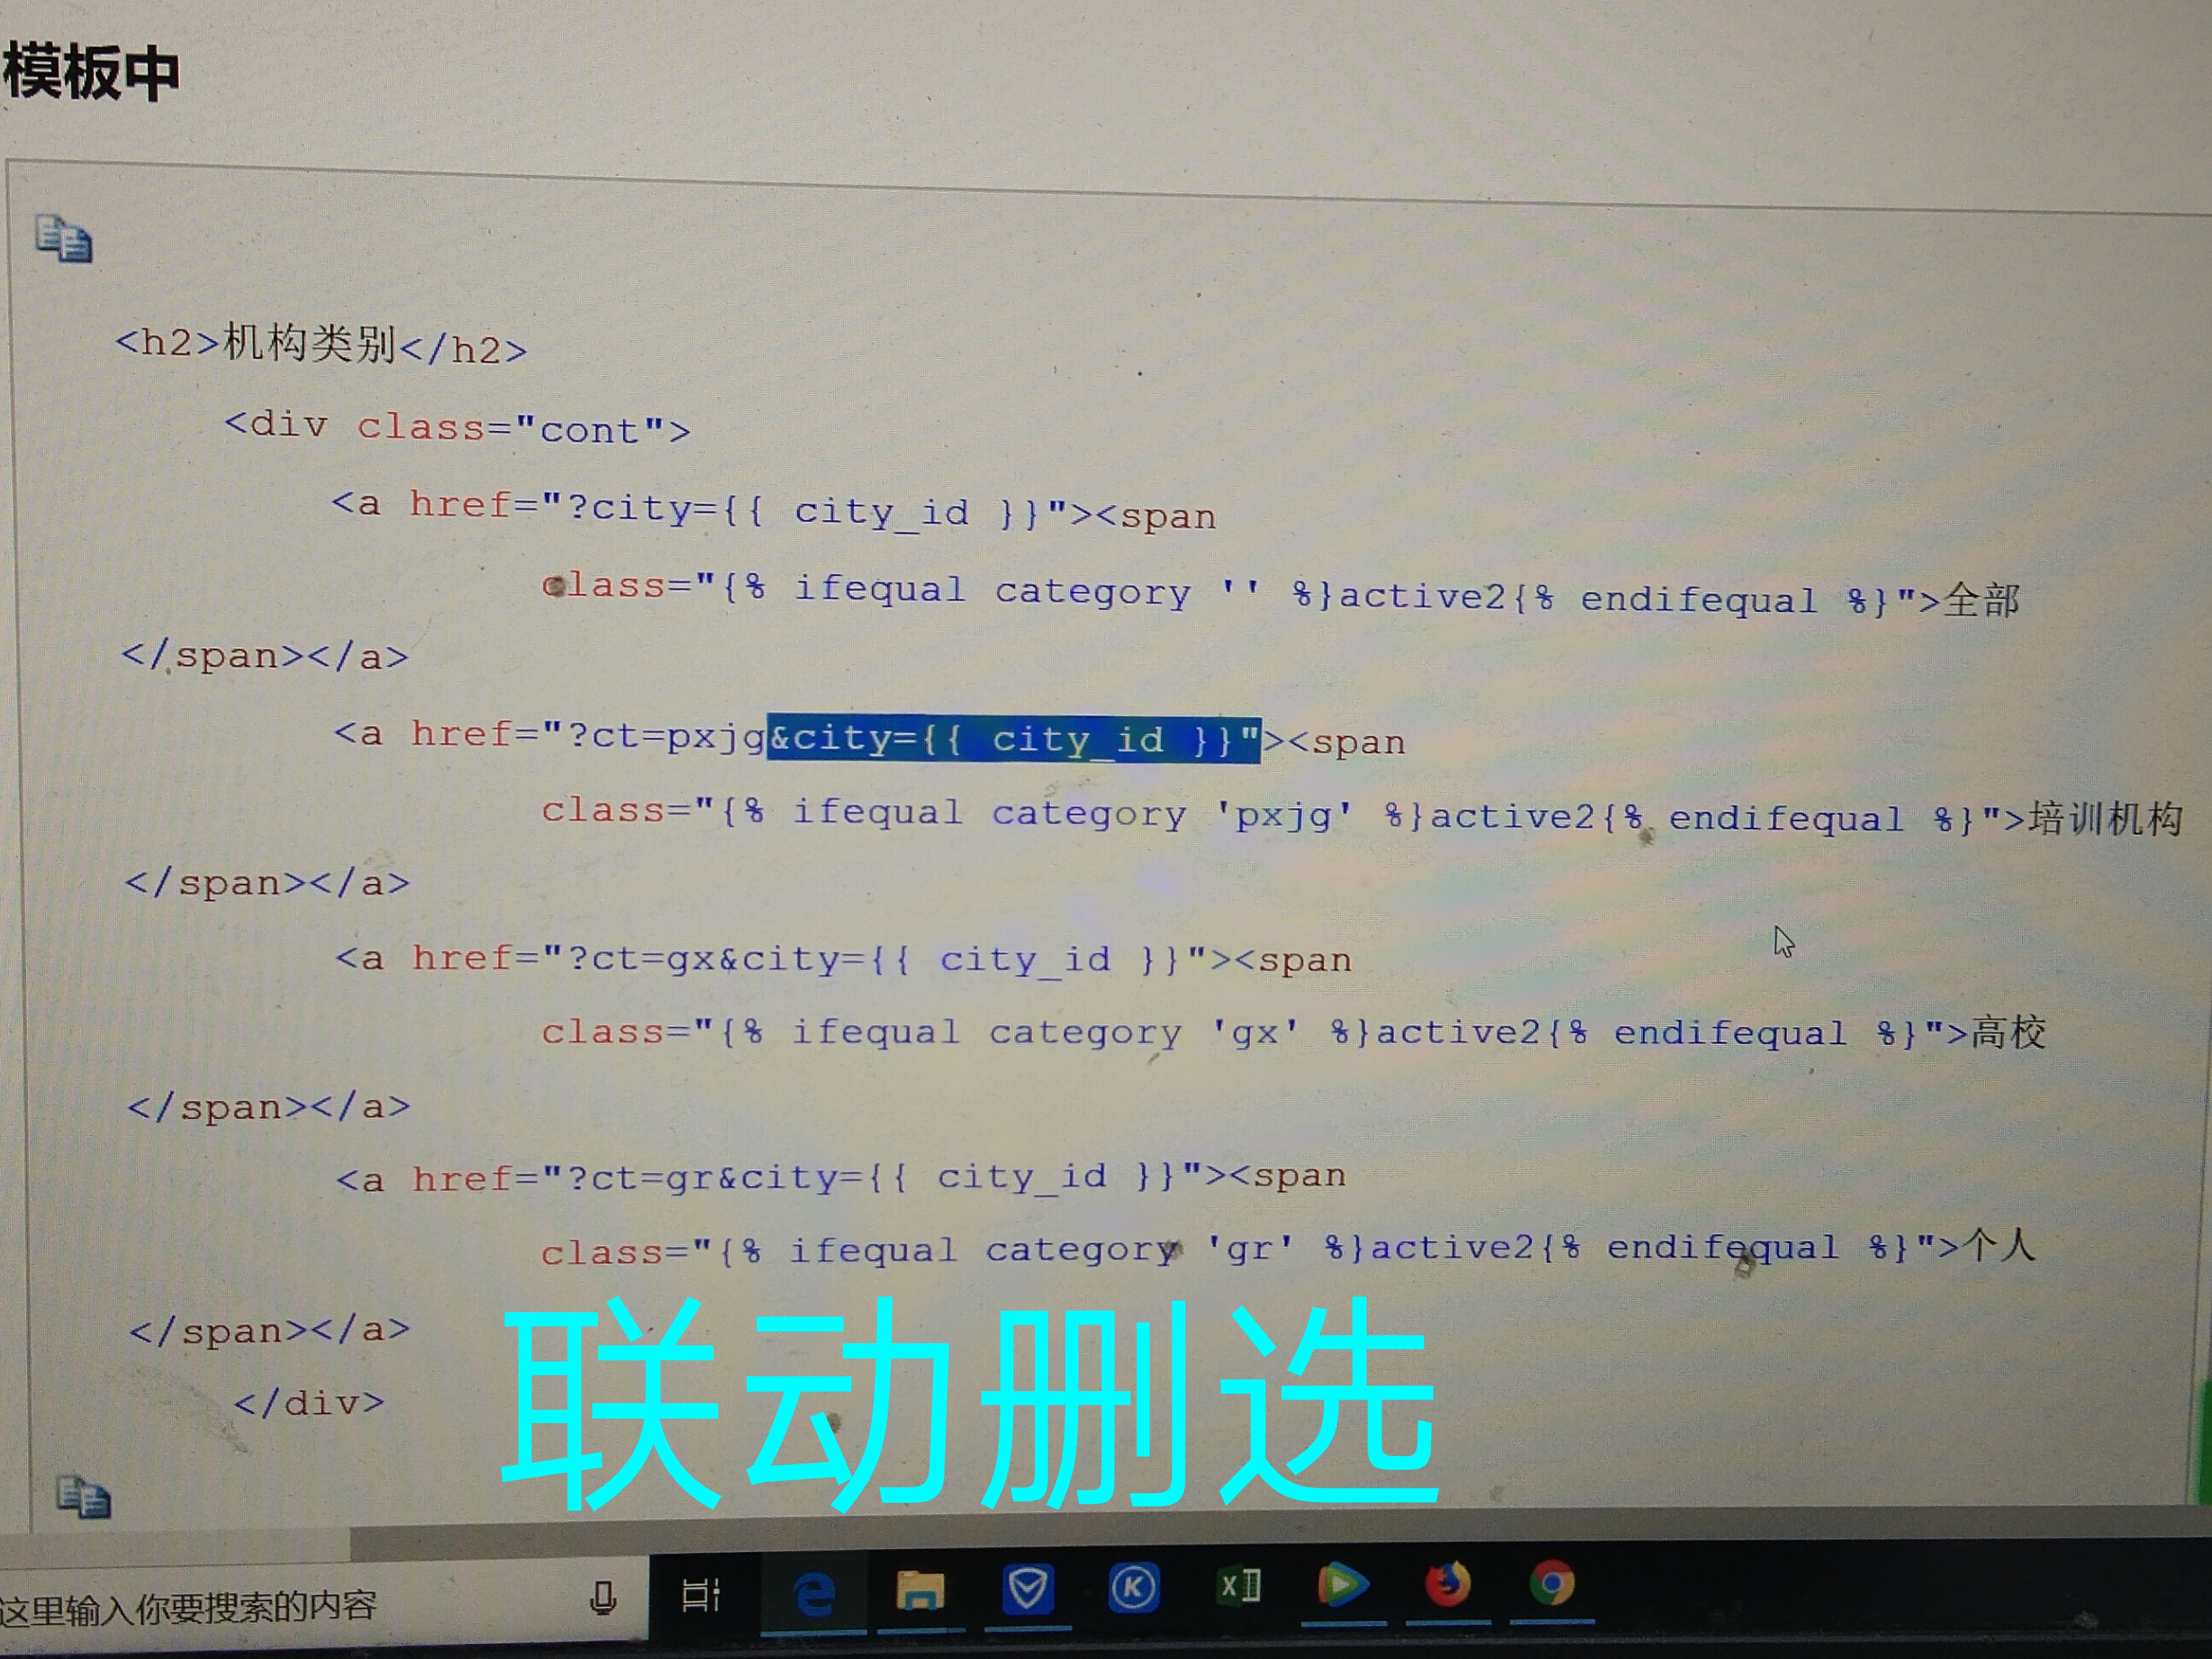 模板中
<h2>机构类别</h2>
<div class="cont">
<a href="?city={{ city_id }}"><span
class="{% ifequal category '' %}active2{% endifequal %}">全部
</span></a>
<a href="?ct=pxjg&city={{ city_id }}"><span
class="{% ifequal category 'pxjg' %}active2{% endifequal %}">培训机构
</span></a>
<a href="?ct=gx&city={{ city_id }}"><span
class="{% ifequal category 'gx' %}active2{% endifequal %}">高校
</span></a>
<a href="?ct=gr&city={{ city_id }}"><span
class="{% ifequal category 'gr' %}active2{% endifequal %}">个人
</span></a>
</div>
联动删选
这里输入你要搜索的内容